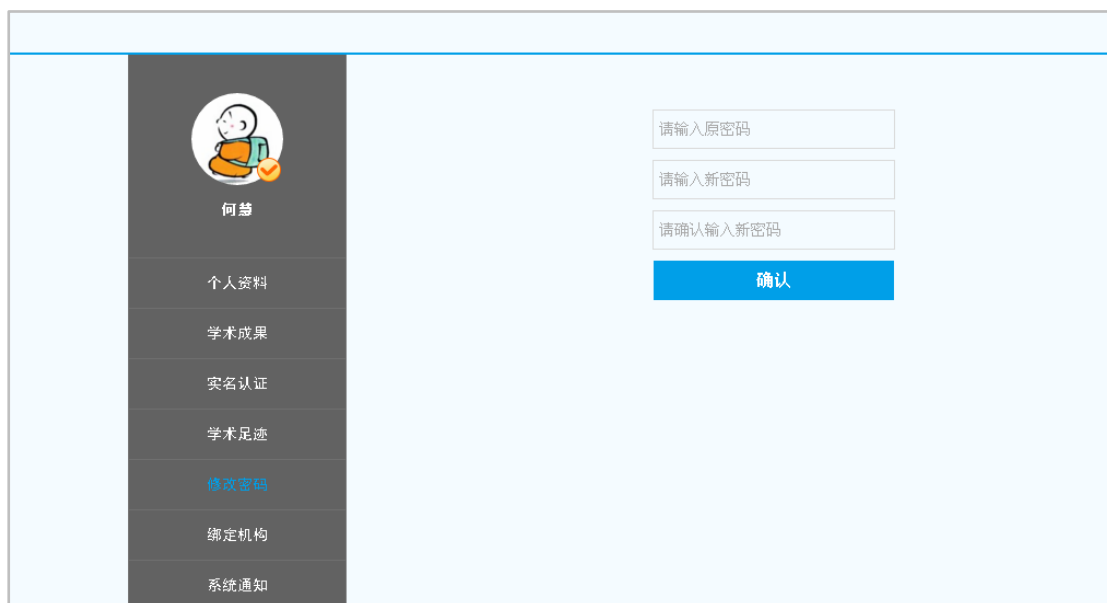 何慧
个人资料
学术成果
实名认证
学术足迹
修改密码
绑定机构
系统通知
请输入原密码
请输入新密码
请确认输入新密码
确认